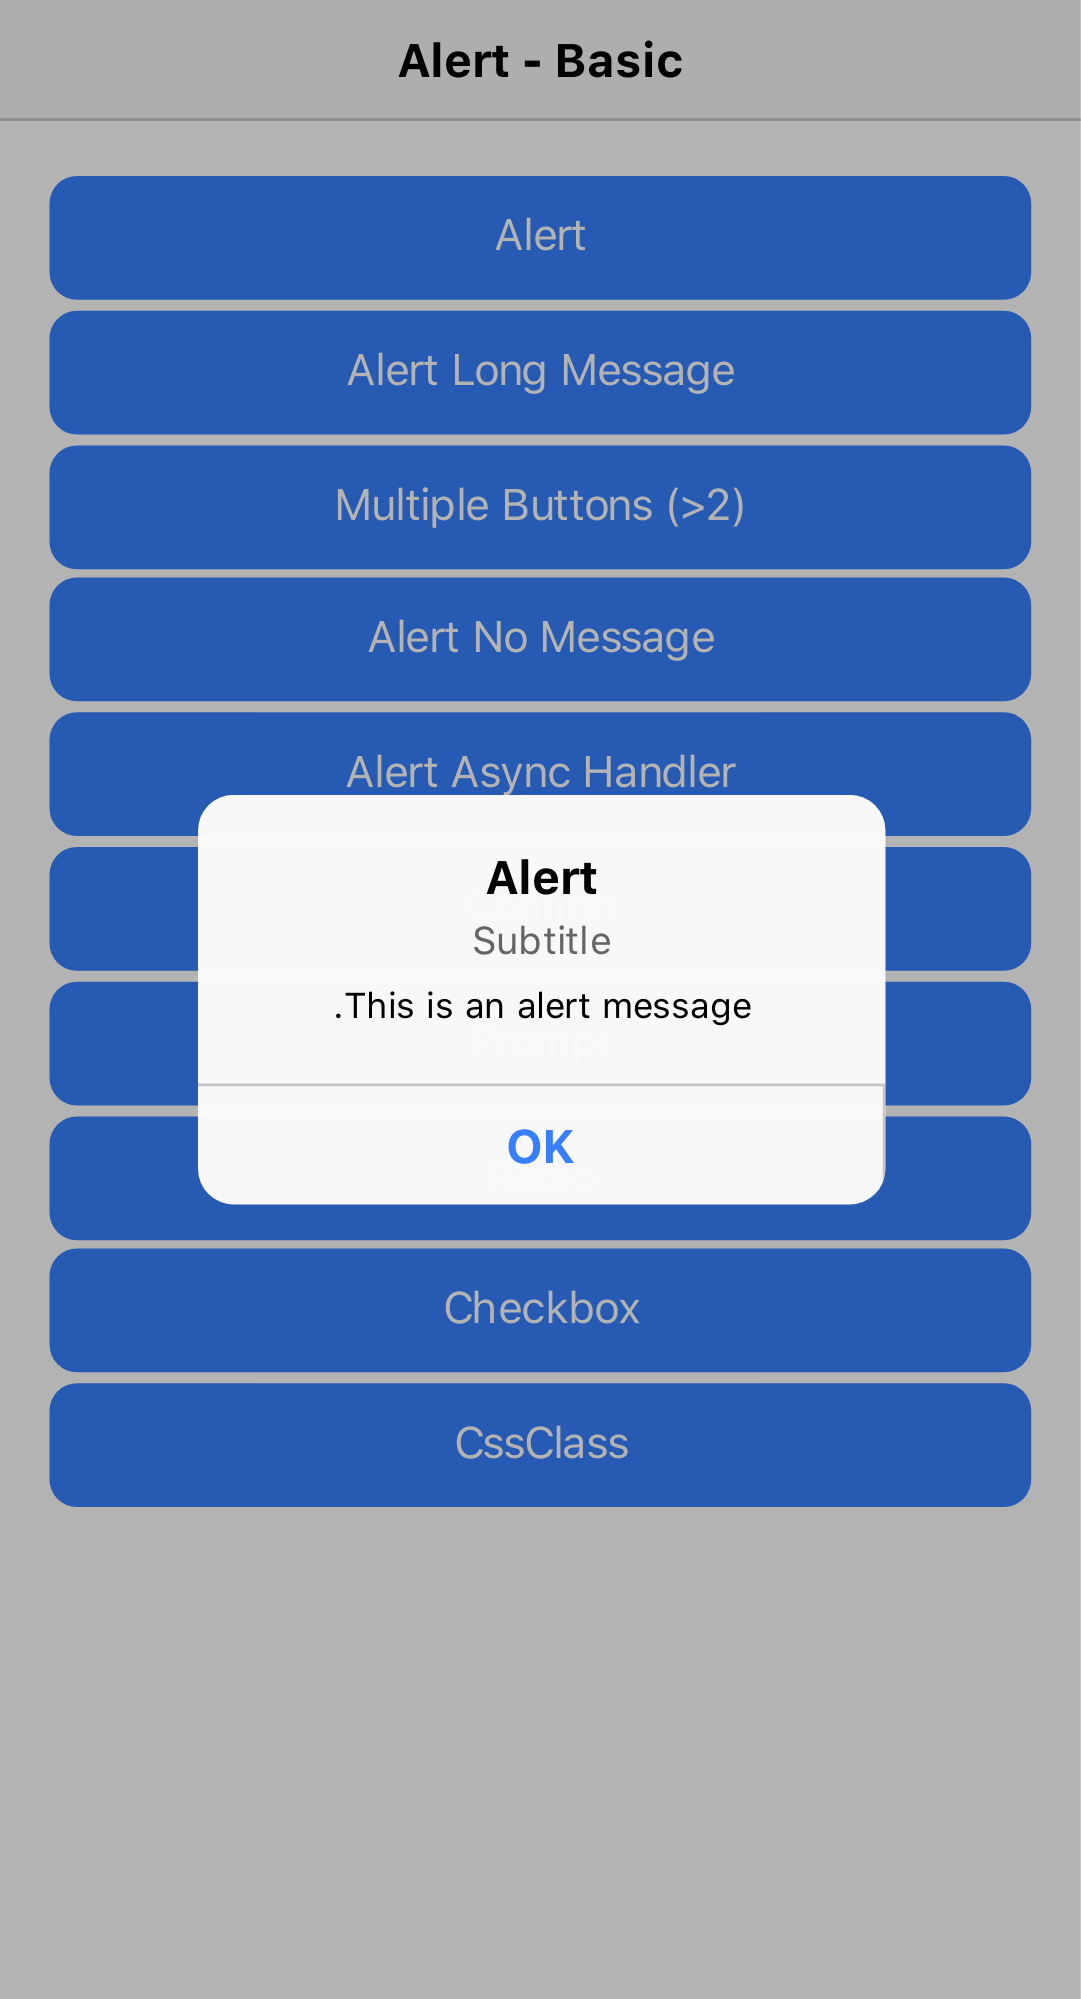 Alert - Basic
Alert
Alert Long Message
Multiple Buttons (>2)
Alert No Message
Alert Async Handler
Alert
Subtitle
.This is an alert message
OK
Checkbox
CssClass